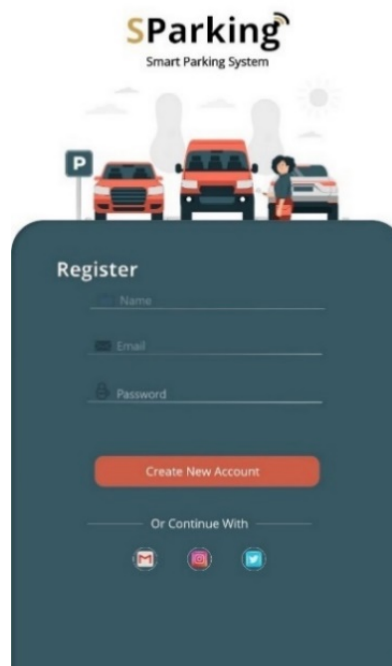 SParking
Smart Parking System
P
Register
Name
Email
Password
Create New Account
Or Continue With